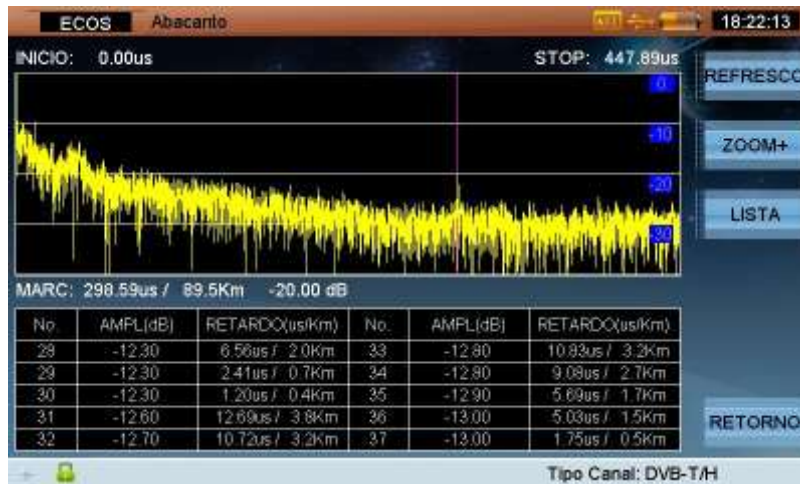 ECOS Abacanto 18:22:13
INICIO: 0.00us STOP: 447.89us
REFRESCO
0
-10
ZOOM+
-20
LISTA
-30
MARC: 298.59us / 89.5Km -20.00 dB
No. AMPL(dB) RETARDO(us/Km) No. AMPL(dB) RETARDO(us/Km)
28 -12.30 6.56us / 2.0Km 33 -12.80 10.93us / 3.2Km
29 -12.30 2.41us / 0.7Km 34 -12.80 9.08us / 2.7Km
30 -12.30 1.20us / 0.4Km 35 -12.90 5.69us / 1.7Km
31 -12.60 12.69us / 3.8Km 36 -13.00 5.03us / 1.5Km
32 -12.70 10.72us / 3.2Km 37 -13.00 1.75us / 0.5Km
RETORNO
Tipo Canal: DVB-T/H